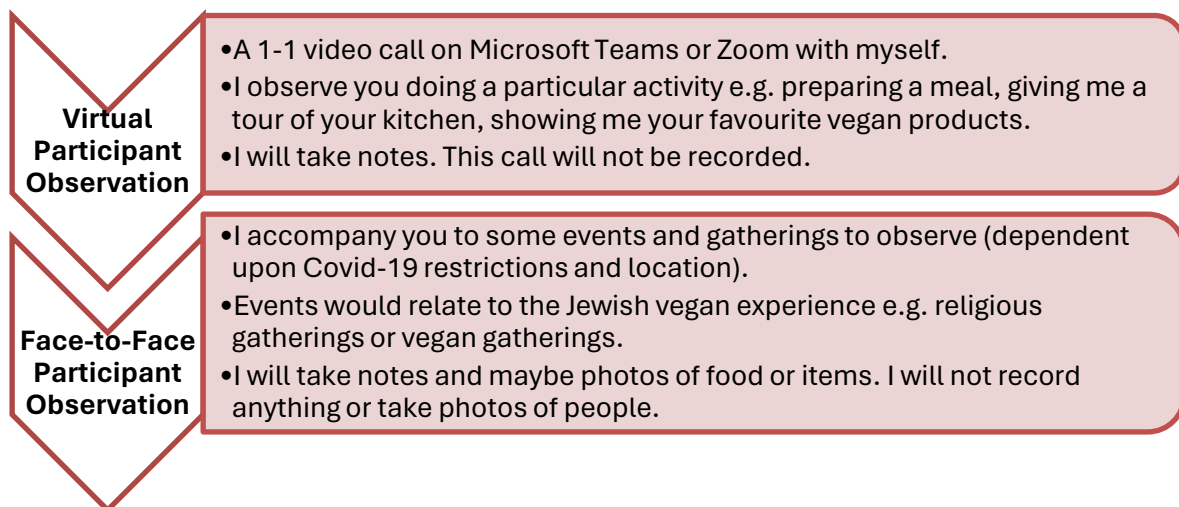 Virtual
Participant
Observation
•A 1-1 video call on Microsoft Teams or Zoom with myself.
•I observe you doing a particular activity e.g. preparing a meal, giving me a
tour of your kitchen, showing me your favourite vegan products.
•I will take notes. This call will not be recorded.
Face-to-Face
Participant
Observation
•I accompany you to some events and gatherings to observe (dependent
upon Covid-19 restrictions and location).
•Events would relate to the Jewish vegan experience e.g. religious
gatherings or vegan gatherings.
•I will take notes and maybe photos of food or items. I will not record
anything or take photos of people.